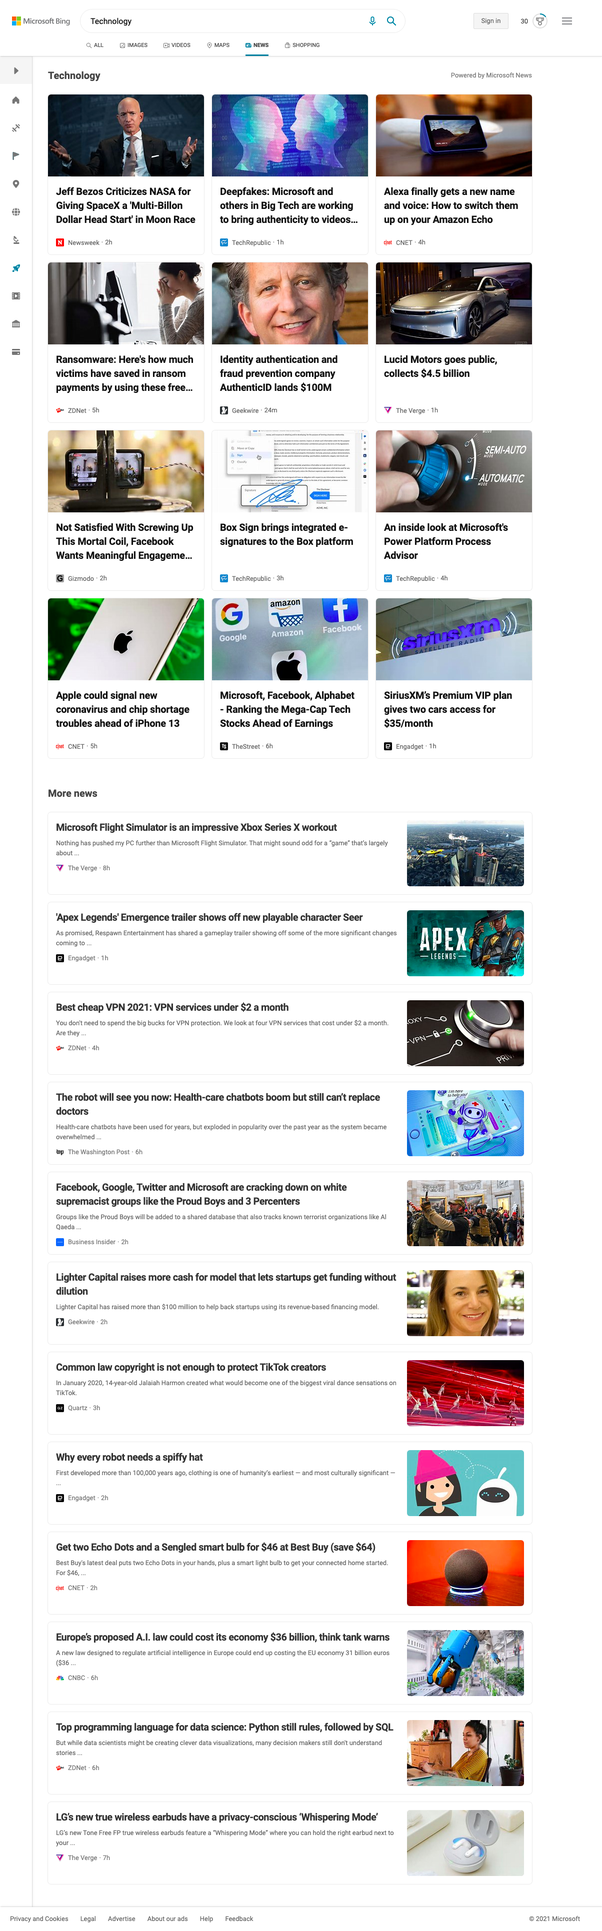 Microsoft Bing
Technology
Sign in
30
ALL
IMAGES
VIDEOS
MAPS
NEWS
SHOPPING
Technology
Powered by Microsoft News
Jeff Bezos Criticizes NASA for
Giving SpaceX a 'Multi-Billon
Dollar Head Start' in Moon Race
Newsweek · 2h
Deepfakes: Microsoft and
others in Big Tech are working
to bring authenticity to videos...
TechRepublic · 1h
Alexa finally gets a new name
and voice: How to switch them
up on your Amazon Echo
CNET · 4h
Ransomware: Here's how much
victims have saved in ransom
payments by using these free...
ZDNet · 5h
Identity authentication and
fraud prevention company
AuthenticID lands $100M
Geekwire · 24m
Lucid Motors goes public,
collects $4.5 billion
The Verge · 1h
SEMI-AUTO
AUTOMATIC
Not Satisfied With Screwing Up
This Mortal Coil, Facebook
Wants Meaningful Engageme...
Gizmodo · 2h
Box Sign brings integrated e-
signatures to the Box platform
TechRepublic · 3h
An inside look at Microsoft's
Power Platform Process
Advisor
TechRepublic · 4h
Google
amazon
Amazon
Facebook
siriusxm
SATELLITE RADIO
Apple could signal new
coronavirus and chip shortage
troubles ahead of iPhone 13
CNET · 5h
Microsoft, Facebook, Alphabet
- Ranking the Mega-Cap Tech
Stocks Ahead of Earnings
TheStreet · 6h
SiriusXM's Premium VIP plan
gives two cars access for
$35/month
Engadget · 1h
More news
Microsoft Flight Simulator is an impressive Xbox Series X workout
Nothing has pushed my PC further than Microsoft Flight Simulator. That might sound odd for a "game" that's largely
about ...
The Verge · 8h
'Apex Legends' Emergence trailer shows off new playable character Seer
As promised, Respawn Entertainment has shared a gameplay trailer showing off some of the more significant changes
coming to ...
Engadget · 1h
APEX
LEGENDS
Best cheap VPN 2021: VPN services under $2 a month
You don't need to spend the big bucks for VPN protection. We look at four VPN services that cost under $2 a month.
Are they ...
ZDNet · 4h
OXY
VPN
PRI
The robot will see you now: Health-care chatbots boom but still can't replace
doctors
Health-care chatbots have been used for years, but exploded in popularity over the past year as the system became
overwhelmed ...
The Washington Post · 6h
Facebook, Google, Twitter and Microsoft are cracking down on white
supremacist groups like the Proud Boys and 3 Percenters
Groups like the Proud Boys will be added to a shared database that also tracks known terrorist organizations like Al
Qaeda ...
Business Insider · 2h
Lighter Capital raises more cash for model that lets startups get funding without
dilution
Lighter Capital has raised more than $100 million to help back startups using its revenue-based financing model.
Geekwire · 2h
Common law copyright is not enough to protect TikTok creators
In January 2020, 14-year-old Jalaiah Harmon created what would become one of the biggest viral dance sensations on
TikTok.
Quartz · 3h
Why every robot needs a spiffy hat
First developed more than 100,000 years ago, clothing is one of humanity's earliest — and most culturally significant —
...
Engadget · 2h
Get two Echo Dots and a Sengled smart bulb for $46 at Best Buy (save $64)
Best Buy's latest deal puts two Echo Dots in your hands, plus a smart light bulb to get your connected home started.
For $46, ...
CNET · 2h
Europe's proposed A.I. law could cost its economy $36 billion, think tank warns
A new law designed to regulate artificial intelligence in Europe could end up costing the EU economy 31 billion euros
($36 ...
CNBC · 6h
Top programming language for data science: Python still rules, followed by SQL
But while data scientists might be creating clever data visualizations, many decision makers still don't understand
stories ...
ZDNet · 6h
LG's new true wireless earbuds have a privacy-conscious 'Whispering Mode'
LG's new Tone Free FP true wireless earbuds feature a "Whispering Mode" where you can hold the right earbud next to
your ...
The Verge · 7h
Privacy and Cookies
Legal
Advertise
About our ads
Help
Feedback
© 2021 Microsoft